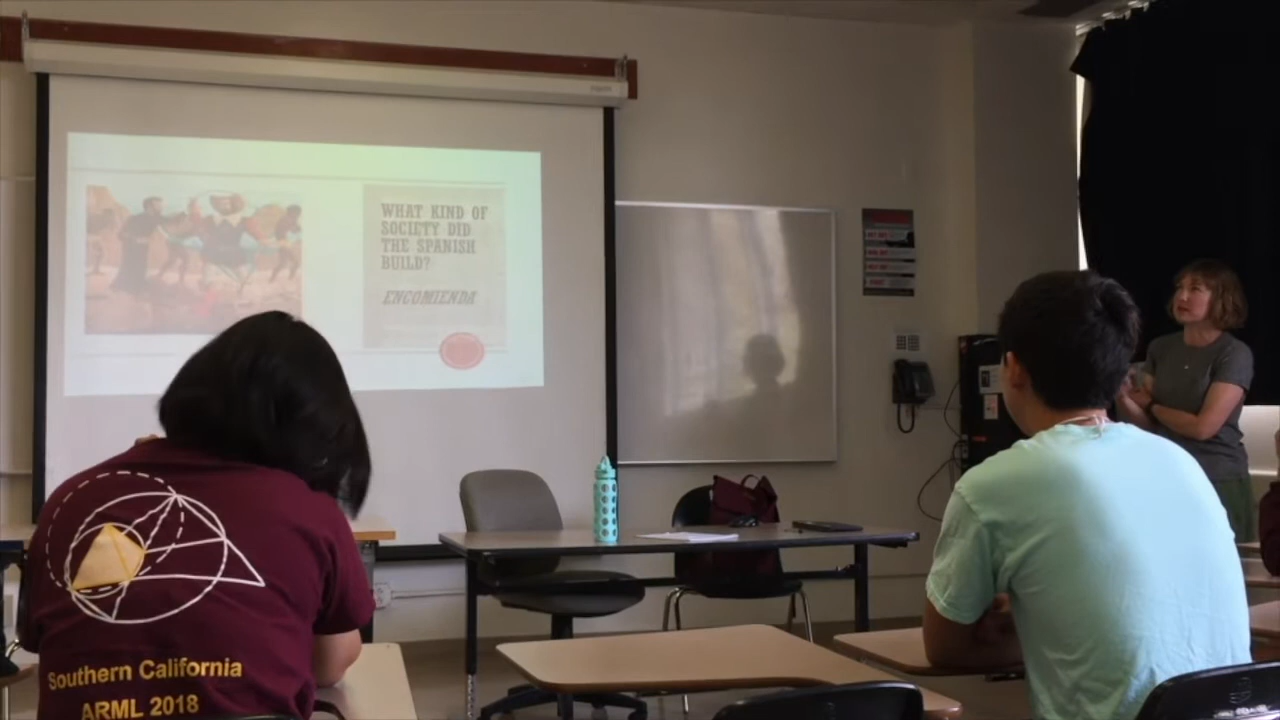 WHAT KIND OF
SOCIETY DID
THE SPANISH
BUILD?
ENCOMIENDA
Southern California
ARML 2018